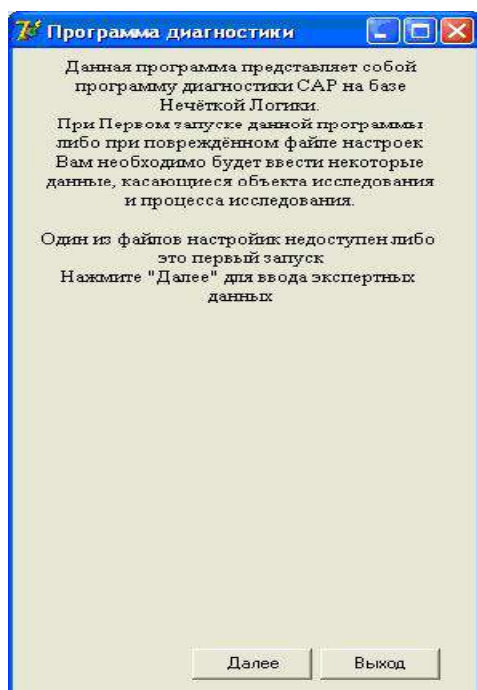 Программа диагностики
Данная программа представляет собой
программу диагностики САР на базе
Нечёткой Логики.
При Первом запуске данной программы
либо при повреждённом файле настроек
Вам необходимо будет ввести некоторые
данные, касающиеся объекта исследования
и процесса исследования.
Один из файлов настройик недоступен либо
это первый запуск
Нажмите "Далее" для ввода экспертных
данных
Далее Выход